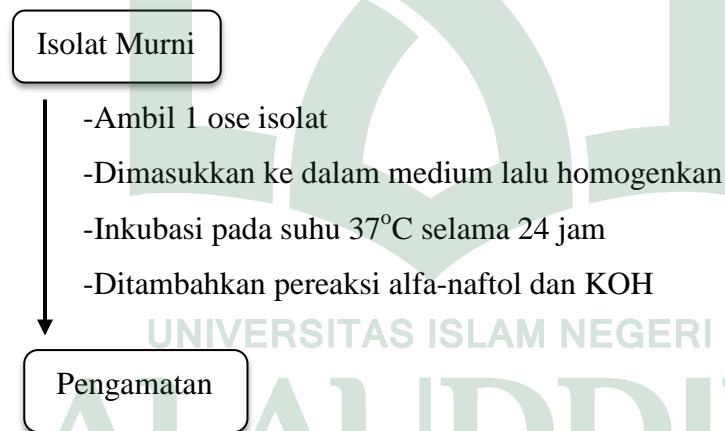 Isolat Murni
-Ambil 1 ose isolat
-Dimasukkan ke dalam medium lalu homogenkan
-Inkubasi pada suhu 37°C selama 24 jam
-Ditambahkan pereaksi alfa-naftol dan KOH
UNIVERSITAS ISLAM NEGERI
Pengamatan